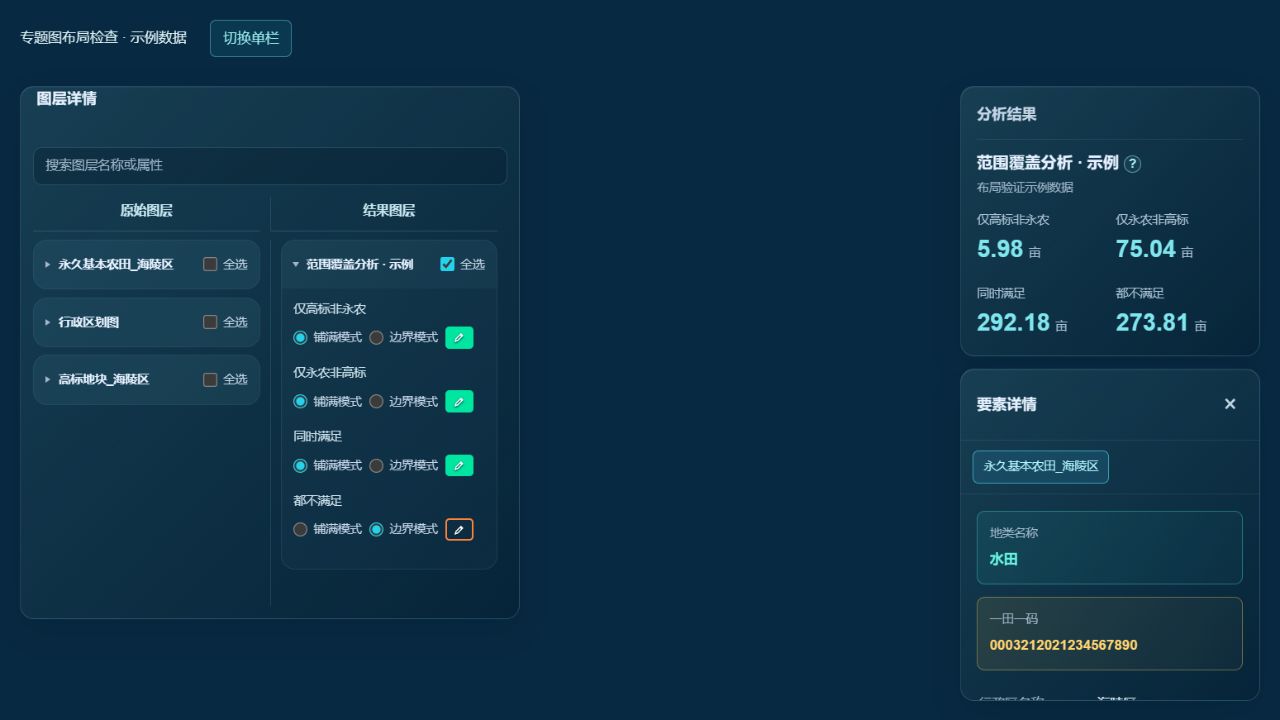 专题图布局检查 · 示例数据
切换单栏
图层详情
搜索图层名称或属性
原始图层
结果图层
永久基本农田_海陵区
全选
行政区划图
全选
高标地块_海陵区
全选
范围覆盖分析 · 示例
全选
仅高标非永农
铺满模式 边界模式
仅永农非高标
铺满模式 边界模式
同时满足
铺满模式 边界模式
都不满足
铺满模式 边界模式
分析结果
范围覆盖分析 · 示例 ?
布局验证示例数据
仅高标非永农
5.98 亩
仅永农非高标
75.04 亩
同时满足
292.18 亩
都不满足
273.81 亩
要素详情
永久基本农田_海陵区
地类名称
水田
一田一码
0003212021234567890
行政区名称 海陵区